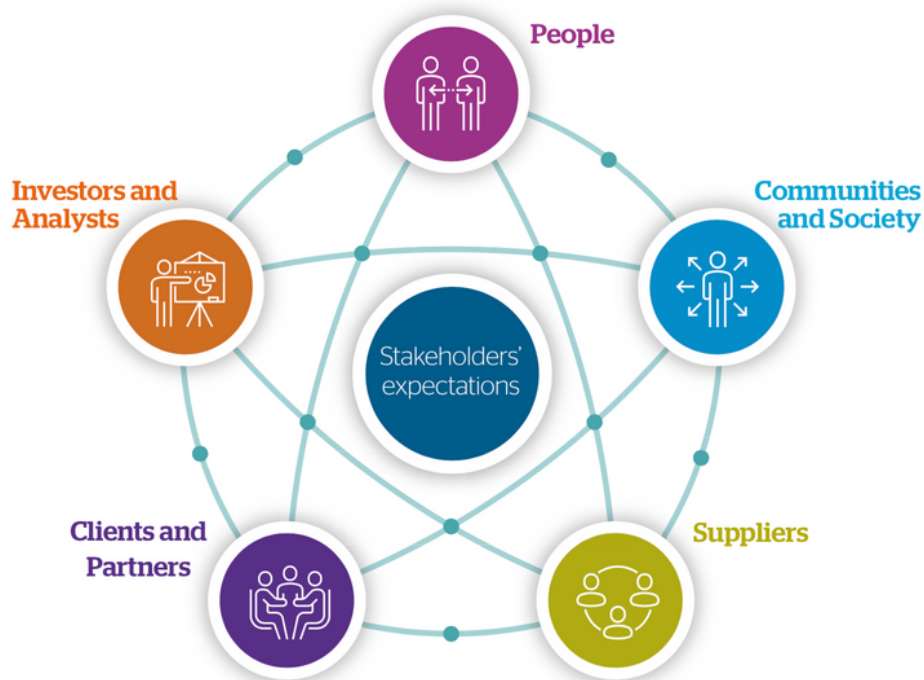 People
Investors and
Analysts
Communities
and Society
Stakeholders’
expectations
Clients and
Partners
Suppliers